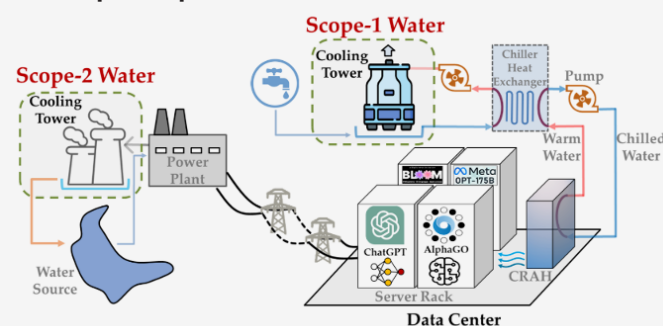 Scope-1 Water
Scope-2 Water
Cooling
Tower
Cooling
Tower
Chiller
Heat
Exchanger
Pump
Power
Plant
Warm
Water
Chilled
Water
BLOOM
Meta
OPT-175B
ChatGPT
AlphaGO
CRAH
Water
Source
Server Rack
Data Center